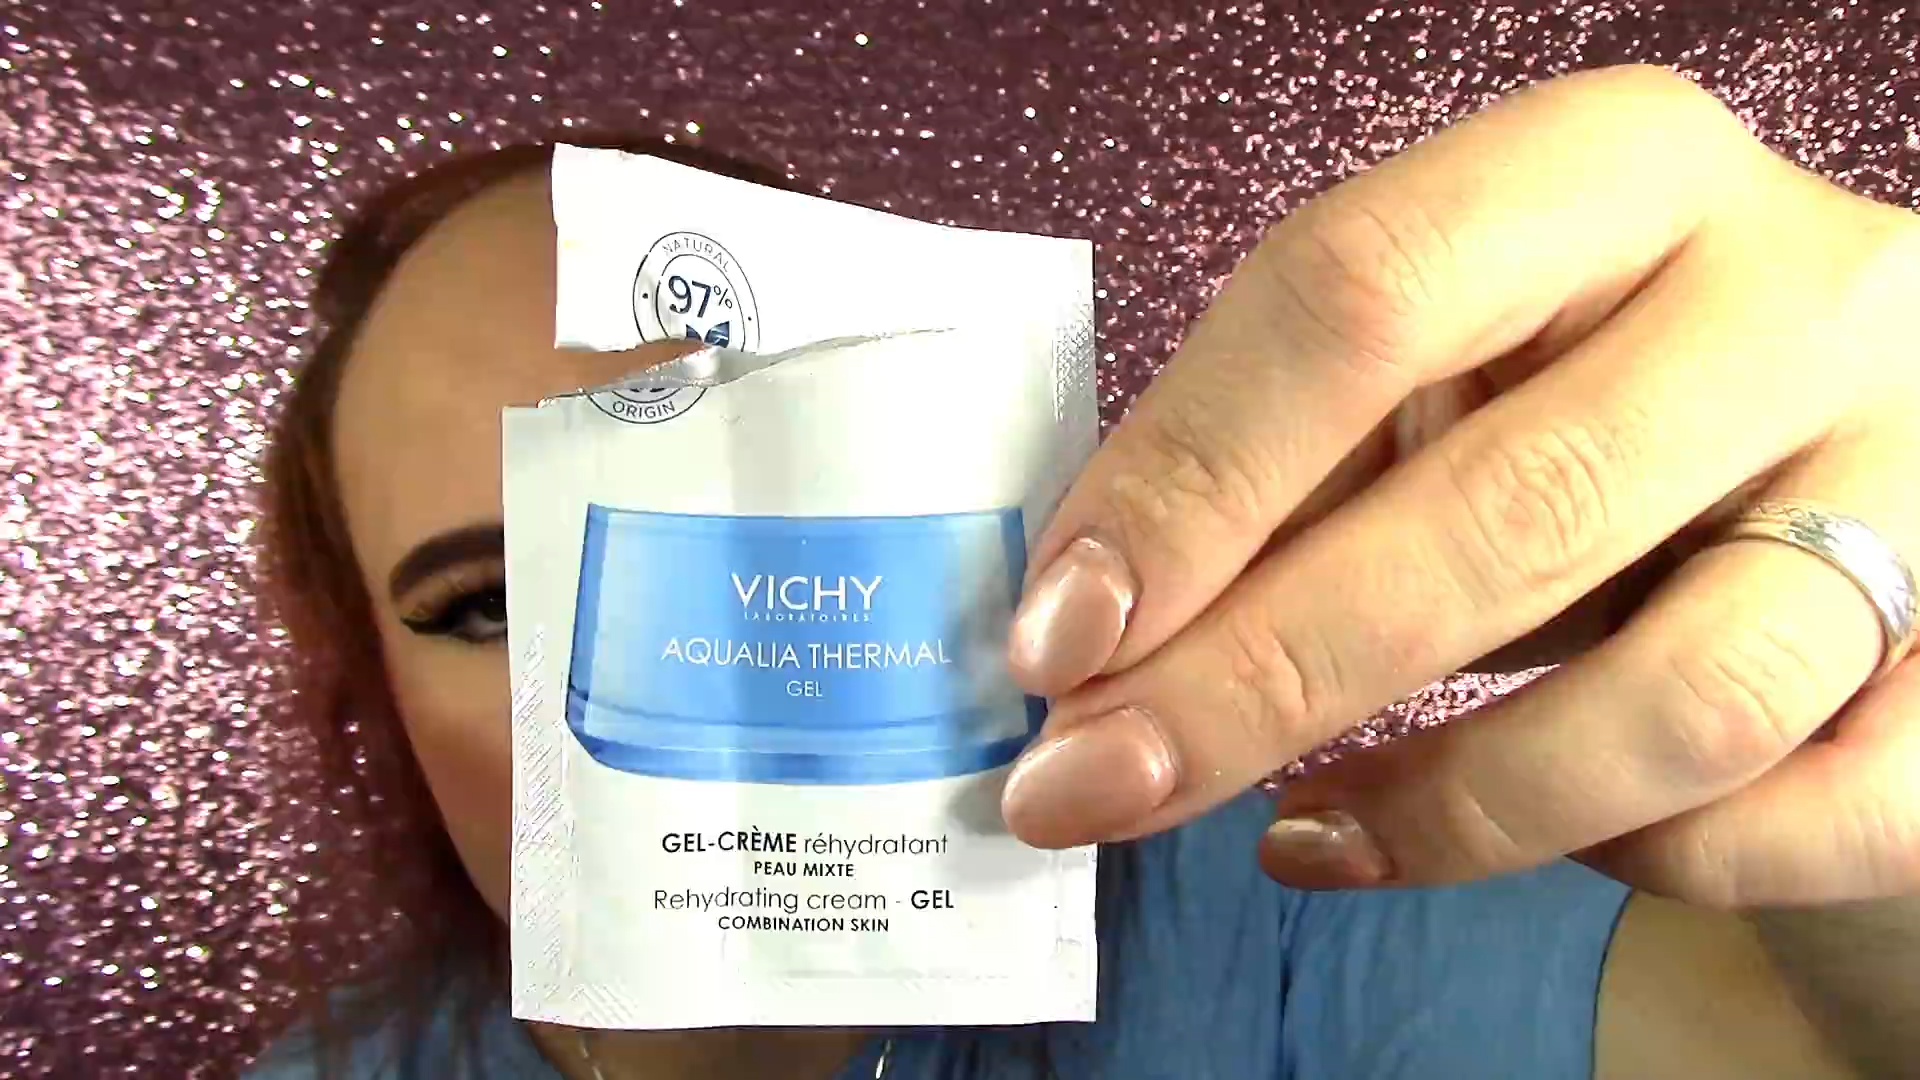 NATURAL
97%
ORIGIN
VICHY
LABORATOIRES
AQUALIA THERMAL
GEL
GEL-CRÈME réhydratant
PEAU MIXTE
Rehydrating cream - GEL
COMBINATION SKIN